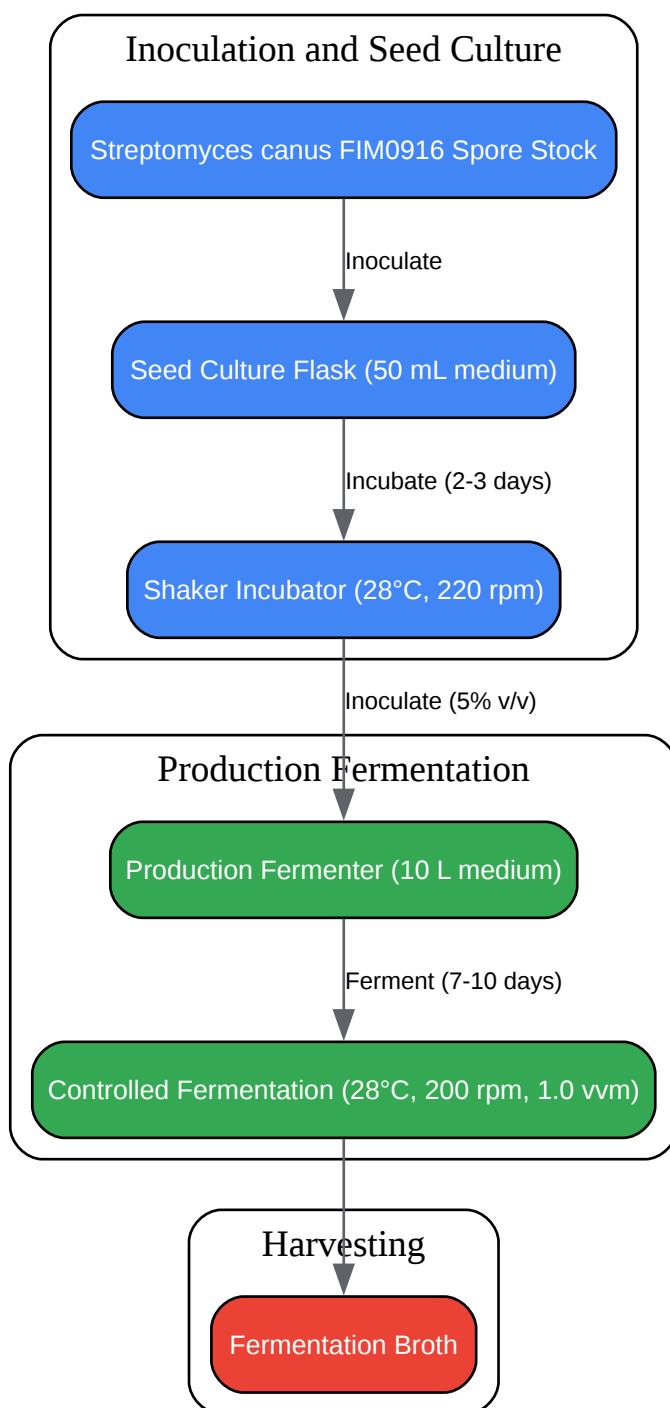 Inoculation and Seed Culture
Streptomyces canus FIM0916 Spore Stock
Inoculate
Seed Culture Flask (50 mL medium)
Incubate (2-3 days)
Shaker Incubator (28°C, 220 rpm)
Inoculate (5% v/v)
Production Fermentation
Production Fermenter (10 L medium)
Ferment (7-10 days)
Controlled Fermentation (28°C, 200 rpm, 1.0 vvm)
Harvesting
Fermentation Broth